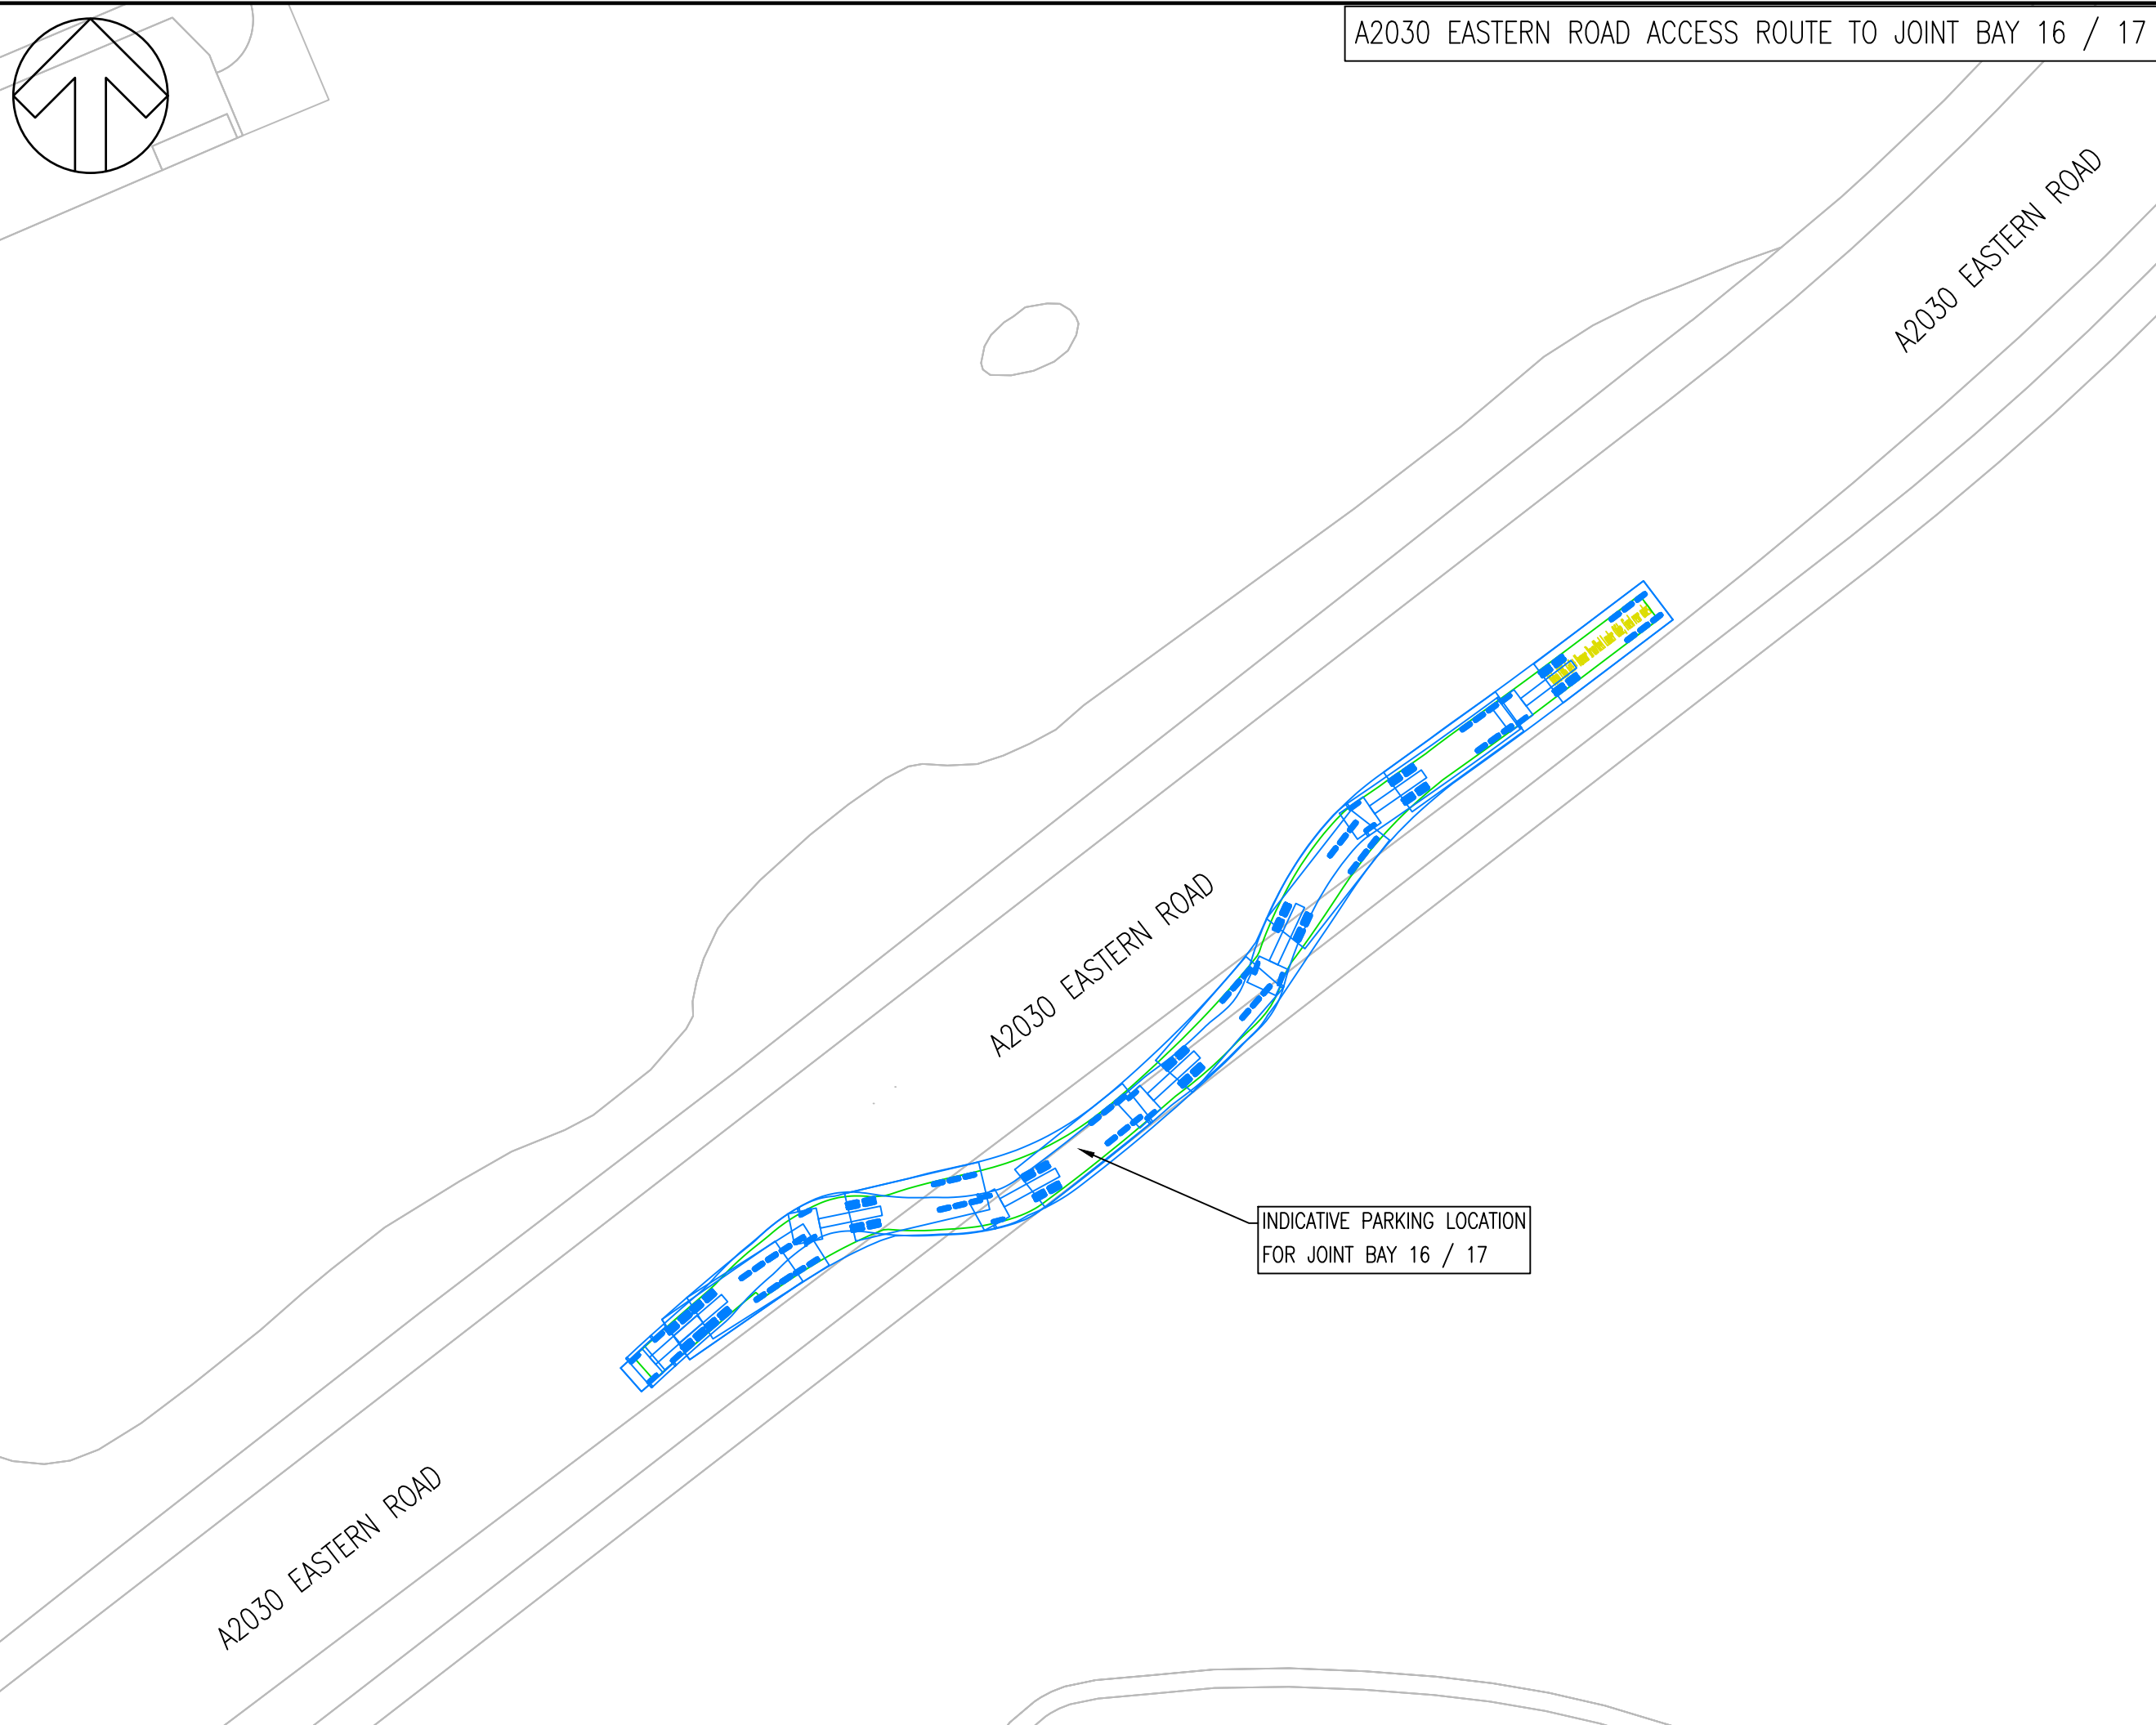 A2030 EASTERN ROAD ACCESS ROUTE TO JOINT BAY 16 / 17
A2030 EASTERN ROAD
A2030 EASTERN ROAD
INDICATIVE PARKING LOCATION
FOR JOINT BAY 16 / 17
A2030 EASTERN ROAD